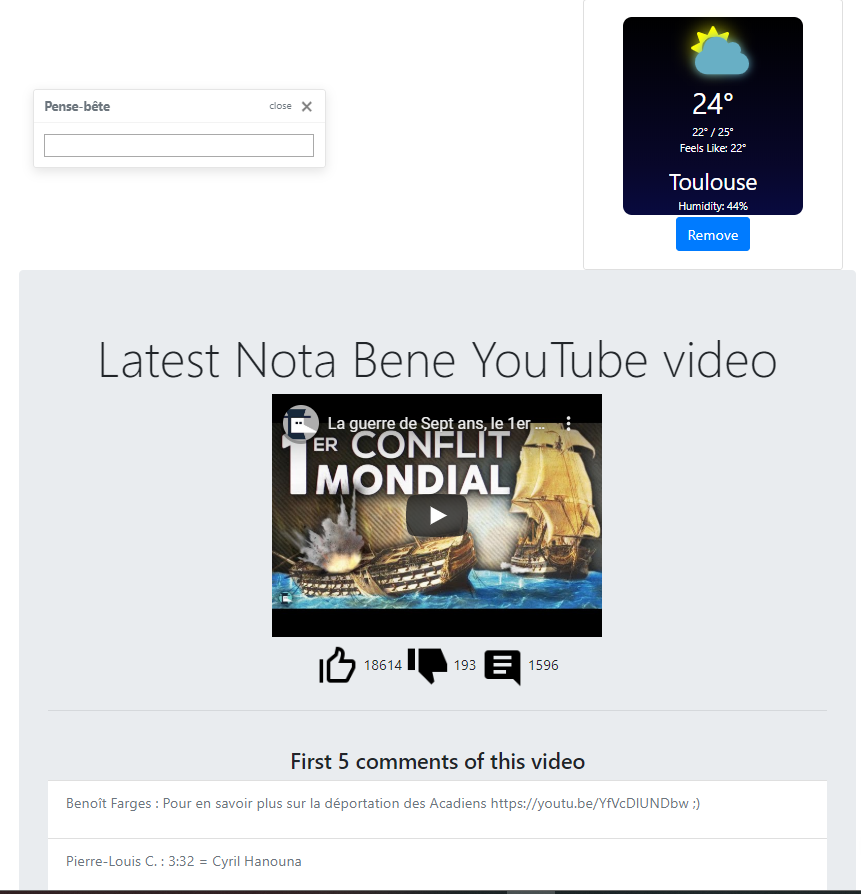 Pense-bête
close ×
24°
22° / 25°
Feels Like: 22°
Toulouse
Humidity: 44%
Remove
Latest Nota Bene YouTube video
La guerre de Sept ans, le 1er ...
1ER CONFLIT
MONDIAL
18614 193 1596
First 5 comments of this video
Benoît Farges : Pour en savoir plus sur la déportation des Acadiens https://youtu.be/YfVcDlUNDbw ;)
Pierre-Louis C. : 3:32 = Cyril Hanouna